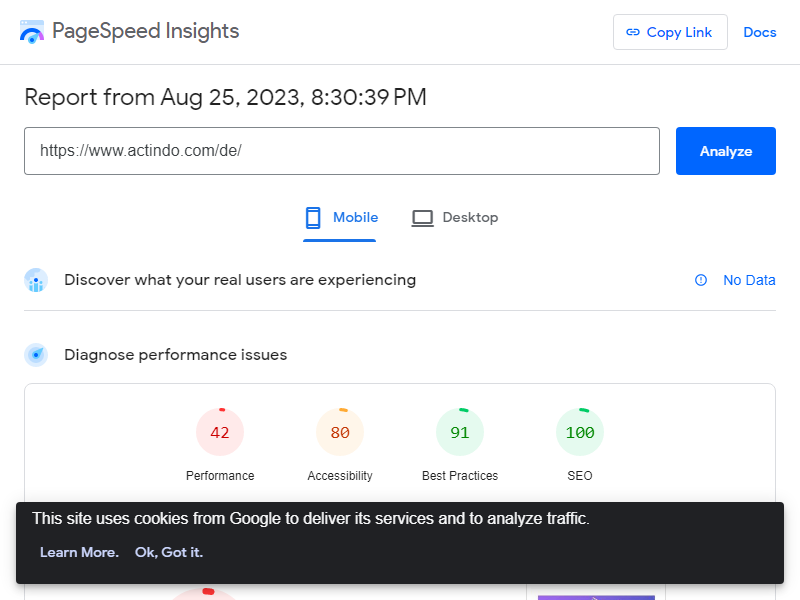 PageSpeed Insights
Copy Link
Docs
Report from Aug 25, 2023, 8:30:39 PM
https://www.actindo.com/de/
Analyze
Mobile
Desktop
Discover what your real users are experiencing
No Data
Diagnose performance issues
42
80
91
100
Performance
Accessibility
Best Practices
SEO
This site uses cookies from Google to deliver its services and to analyze traffic.
Learn More.
Ok, Got it.